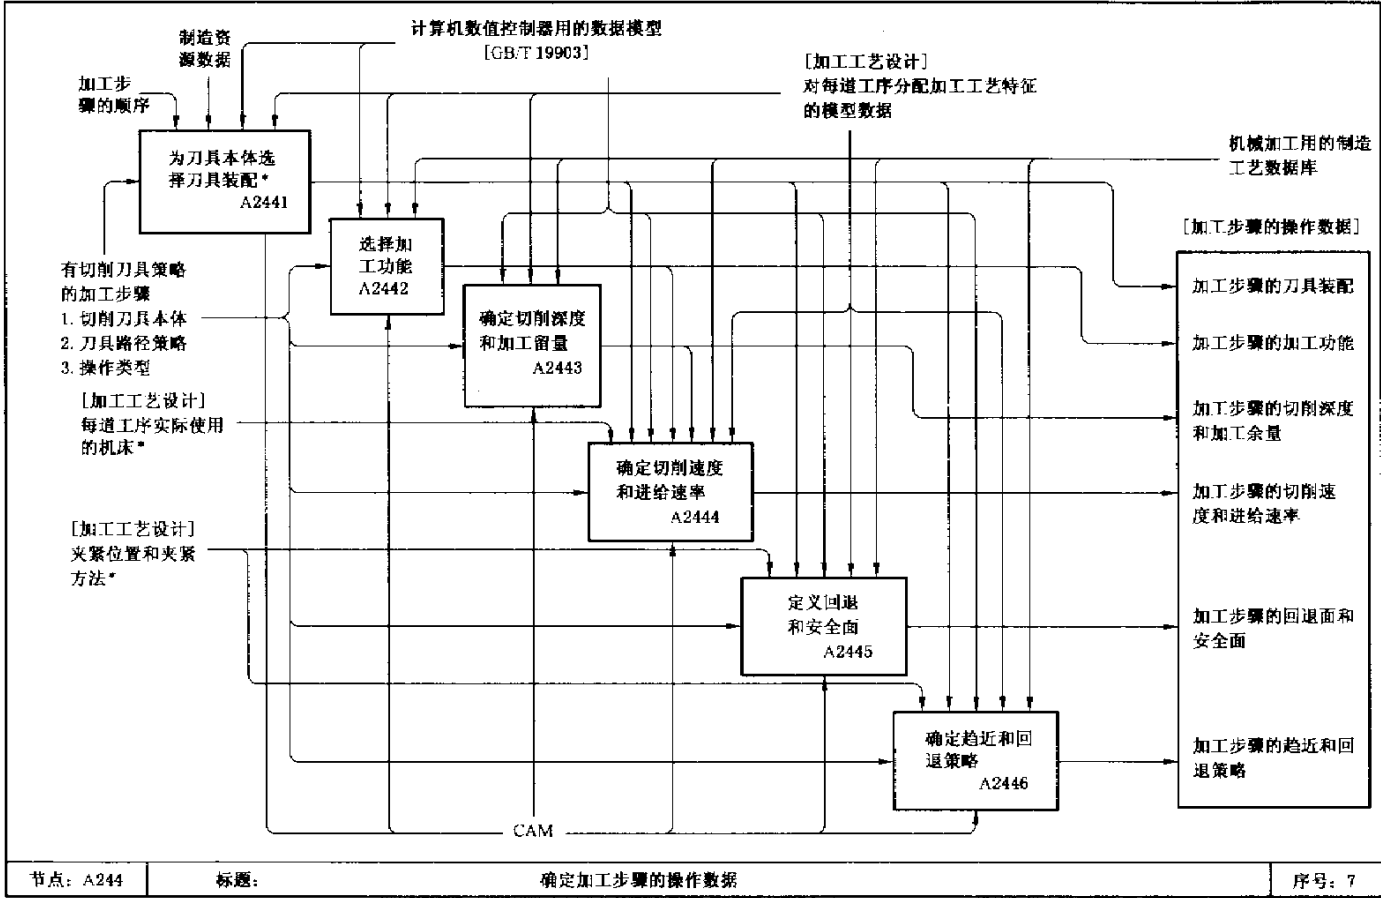 计算机数值控制器用的数据模型
[GB/T 19903]
制造资
源数据
加工步
骤的顺序
[加工工艺设计]
对每道工序分配加工工艺特征
的模型数据
机械加工用的制造
工艺数据库
为刀具本体选
择刀具装配*
A2441
选择加
工功能
A2442
[加工步骤的操作数据]
有切削刀具策略
的加工步骤
1. 切削刀具本体
2. 刀具路径策略
3. 操作类型
确定切削深度
和加工留量
A2443
加工步骤的刀具装配
加工步骤的加工功能
加工步骤的切削深度
和加工余量
[加工工艺设计]
每道工序实际使用
的机床*
确定切削速度
和进给速率
A2444
加工步骤的切削速
度和进给速率
[加工工艺设计]
夹紧位置和夹紧
方法*
定义回退
和安全面
A2445
加工步骤的回退面和
安全面
确定趋近和回
退策略
A2446
加工步骤的趋近和回
退策略
CAM
节点：A244
标题：
确定加工步骤的操作数据
序号：7